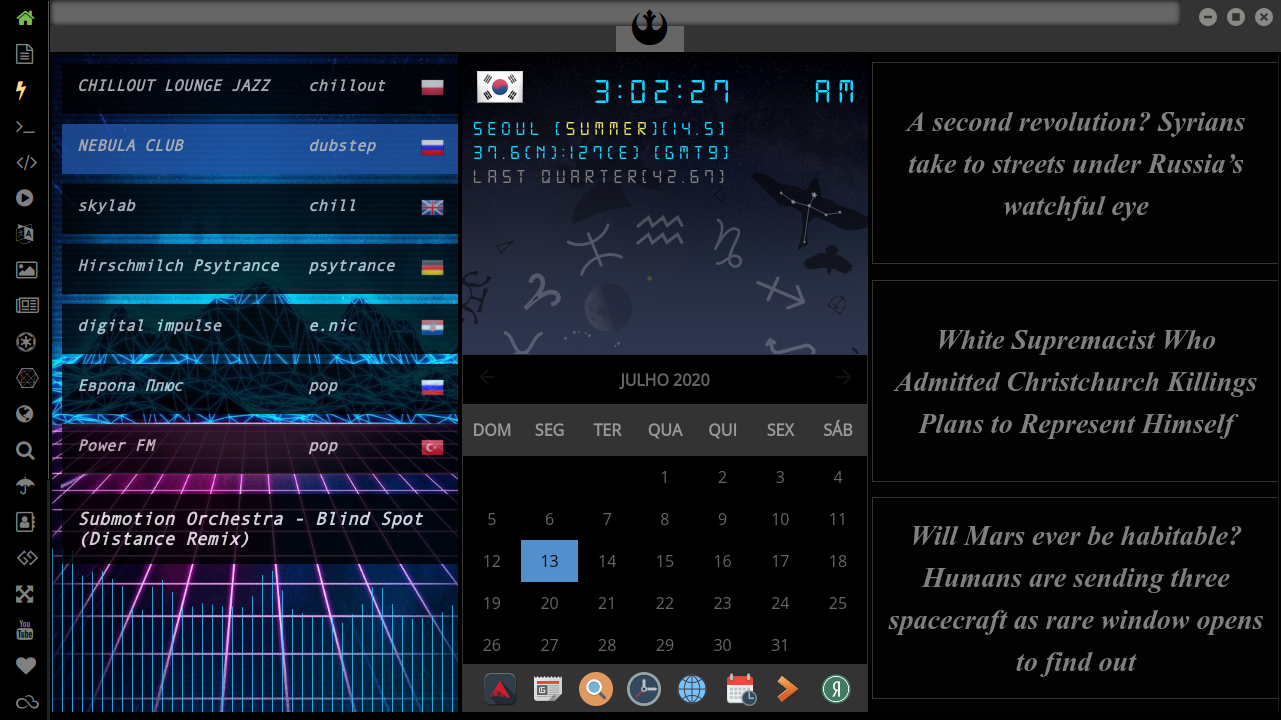 CHILLOUT LOUNGE JAZZ chillout
NEBULA CLUB dubstep
skylab chill
Hirschmilch Psytrance psytrance
digital impulse e.nic
Европа Плюс pop
Power FM pop
Submotion Orchestra - Blind Spot
(Distance Remix)
3:02:27 AM
SEOUL [SUMMER][14.5]
37.6(N):127(E) [GMT9]
LAST QUARTER[42.67]
JULHO 2020
DOM SEG TER QUA QUI SEX SÁB
1 2 3 4
5 6 7 8 9 10 11
12 13 14 15 16 17 18
19 20 21 22 23 24 25
26 27 28 29 30 31
A second revolution? Syrians
take to streets under Russia’s
watchful eye
White Supremacist Who
Admitted Christchurch Killings
Plans to Represent Himself
Will Mars ever be habitable?
Humans are sending three
spacecraft as rare window opens
to find out
You
Tube
Я